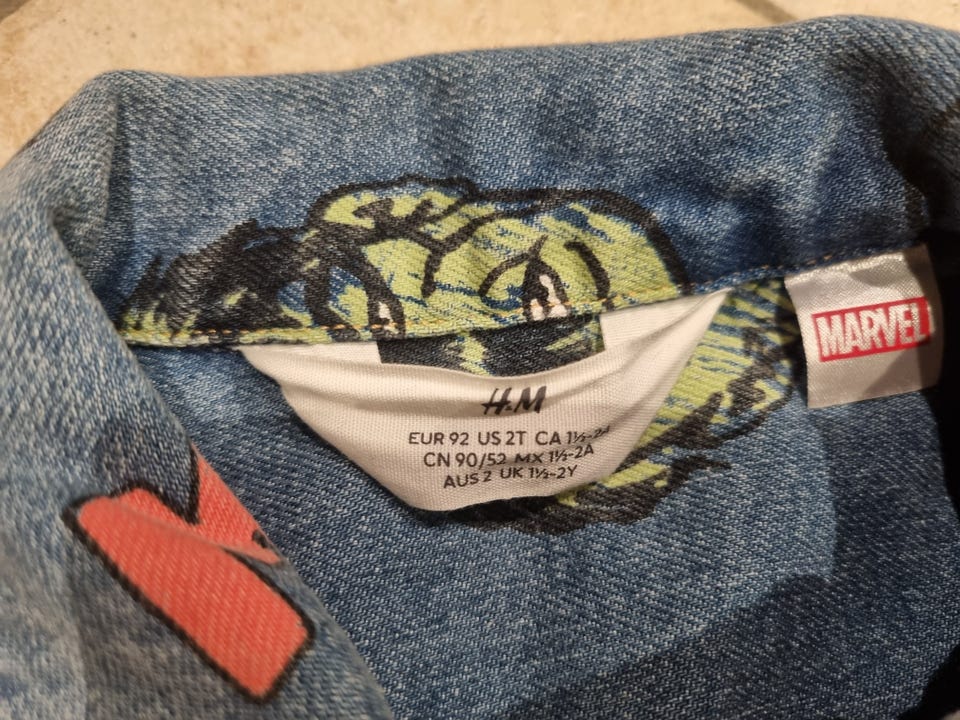 H&M
EUR 92 US 2T CA 1½-2
CN 90/52 MX 1½-2A
AUS 2 UK 1½-2Y
MARVEL